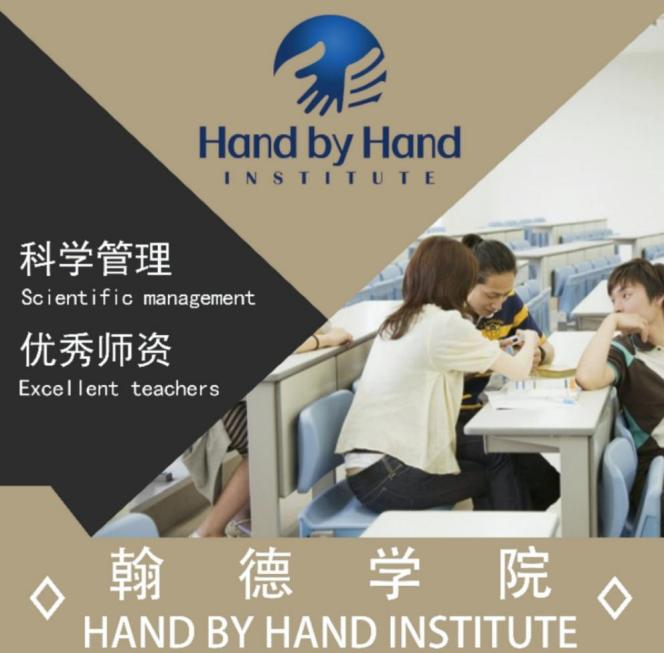 Hand by Hand
INSTITUTE
科学管理
Scientific management
优秀师资
Excellent teachers
翰德学院
HAND BY HAND INSTITUTE